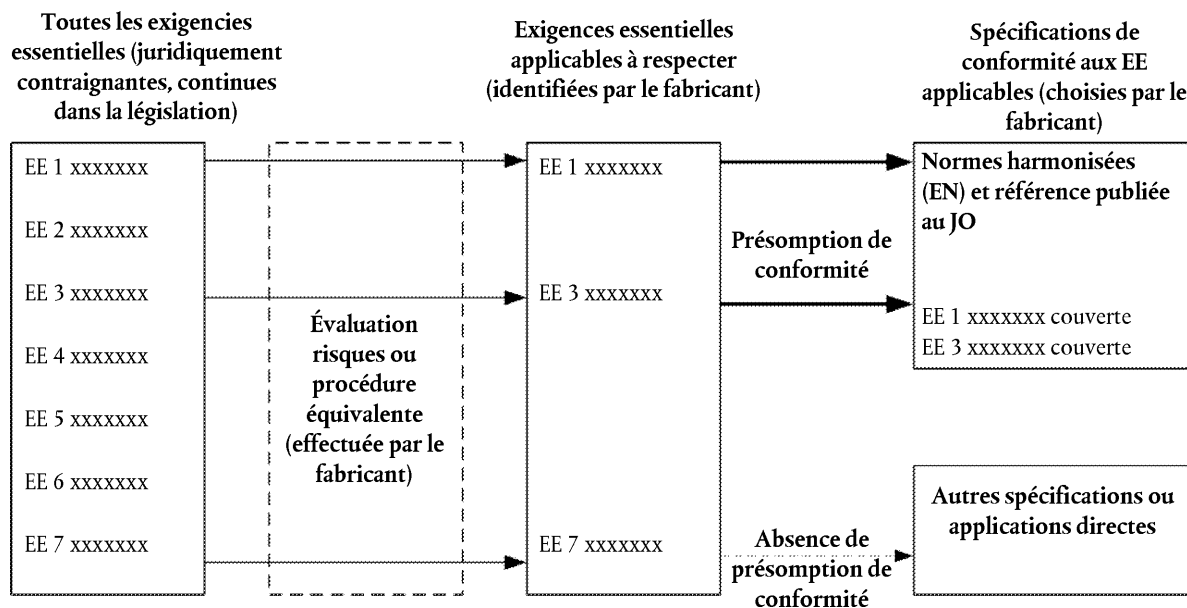 Toutes les exigencies
essentielles (juridiquement
contraignantes, continues
dans la législation)
EE 1 xxxxxxx
EE 2 xxxxxxx
EE 3 xxxxxxx
EE 4 xxxxxxx
EE 5 xxxxxxx
EE 6 xxxxxxx
EE 7 xxxxxxx
Évaluation
risques ou
procédure
équivalente
(effectuée par le
fabricant)
Exigences essentielles
applicables à respecter
(identifiées par le fabricant)
EE 1 xxxxxxx
EE 3 xxxxxxx
EE 7 xxxxxxx
Présomption de
conformité
Absence de
présomption de
conformité
Spécifications de
conformité aux EE
applicables (choisies par le
fabricant)
Normes harmonisées
(EN) et référence publiée
au JO
EE 1 xxxxxxx couverte
EE 3 xxxxxxx couverte
Autres spécifications ou
applications directes